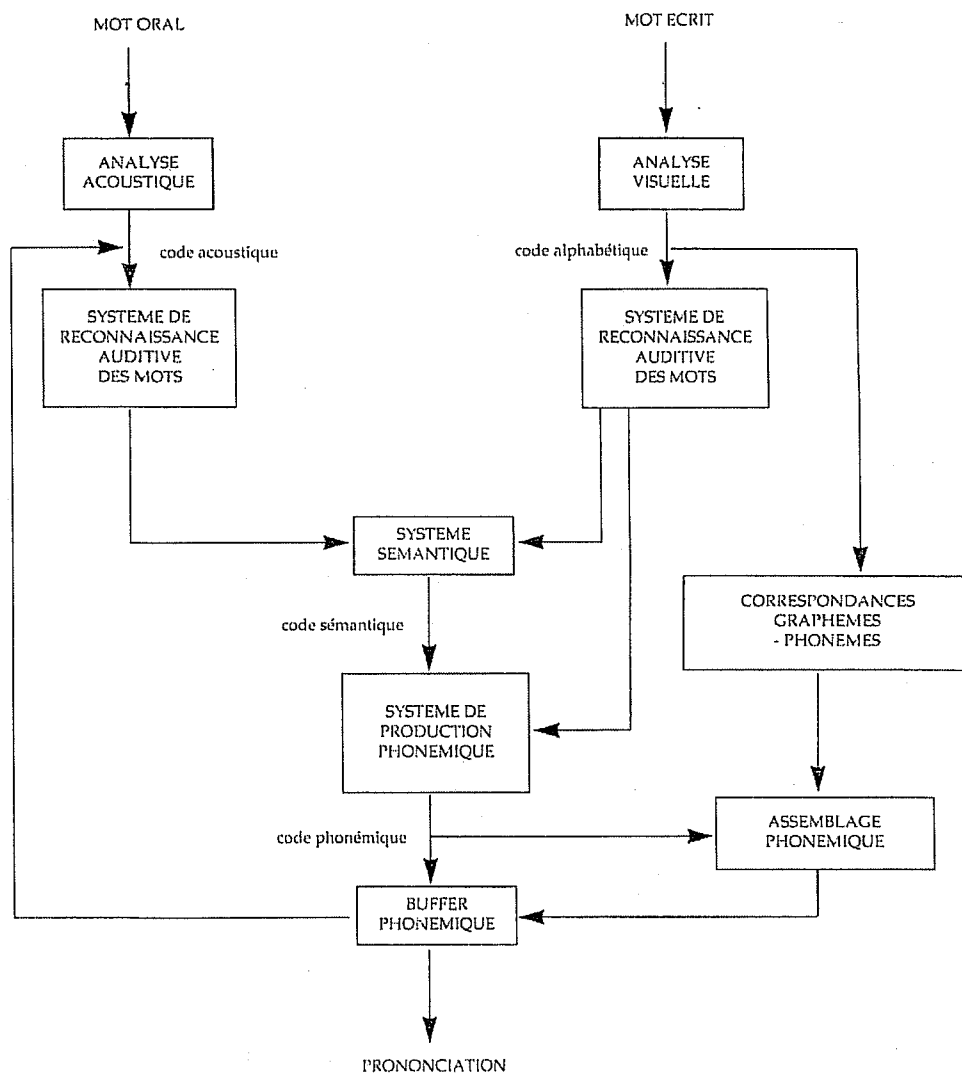 MOT ORAL
MOT ECRIT
ANALYSE
ACOUSTIQUE
ANALYSE
VISUELLE
code acoustique
code alphabétique
SYSTEME DE
RECONNAISSANCE
AUDITIVE
DES MOTS
SYSTEME DE
RECONNAISSANCE
AUDITIVE
DES MOTS
SYSTEME
SEMANTIQUE
code sémantique
CORRESPONDANCES
GRAPHEMES
- PHONEMES
SYSTEME DE
PRODUCTION
PHONEMIQUE
code phonémique
ASSEMBLAGE
PHONEMIQUE
BUFFER
PHONEMIQUE
PRONONCIATION